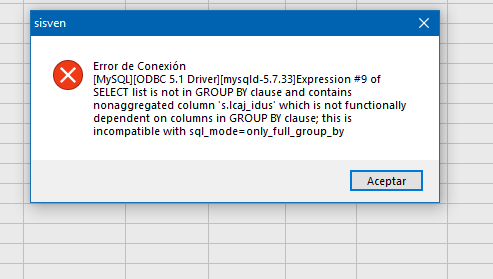 sisven
Error de Conexión
[MySQL][ODBC 5.1 Driver][mysqld-5.7.33]Expression #9 of
SELECT list is not in GROUP BY clause and contains
nonaggregated column 's.lcaj_idus' which is not functionally
dependent on columns in GROUP BY clause; this is
incompatible with sql_mode=only_full_group_by
Aceptar